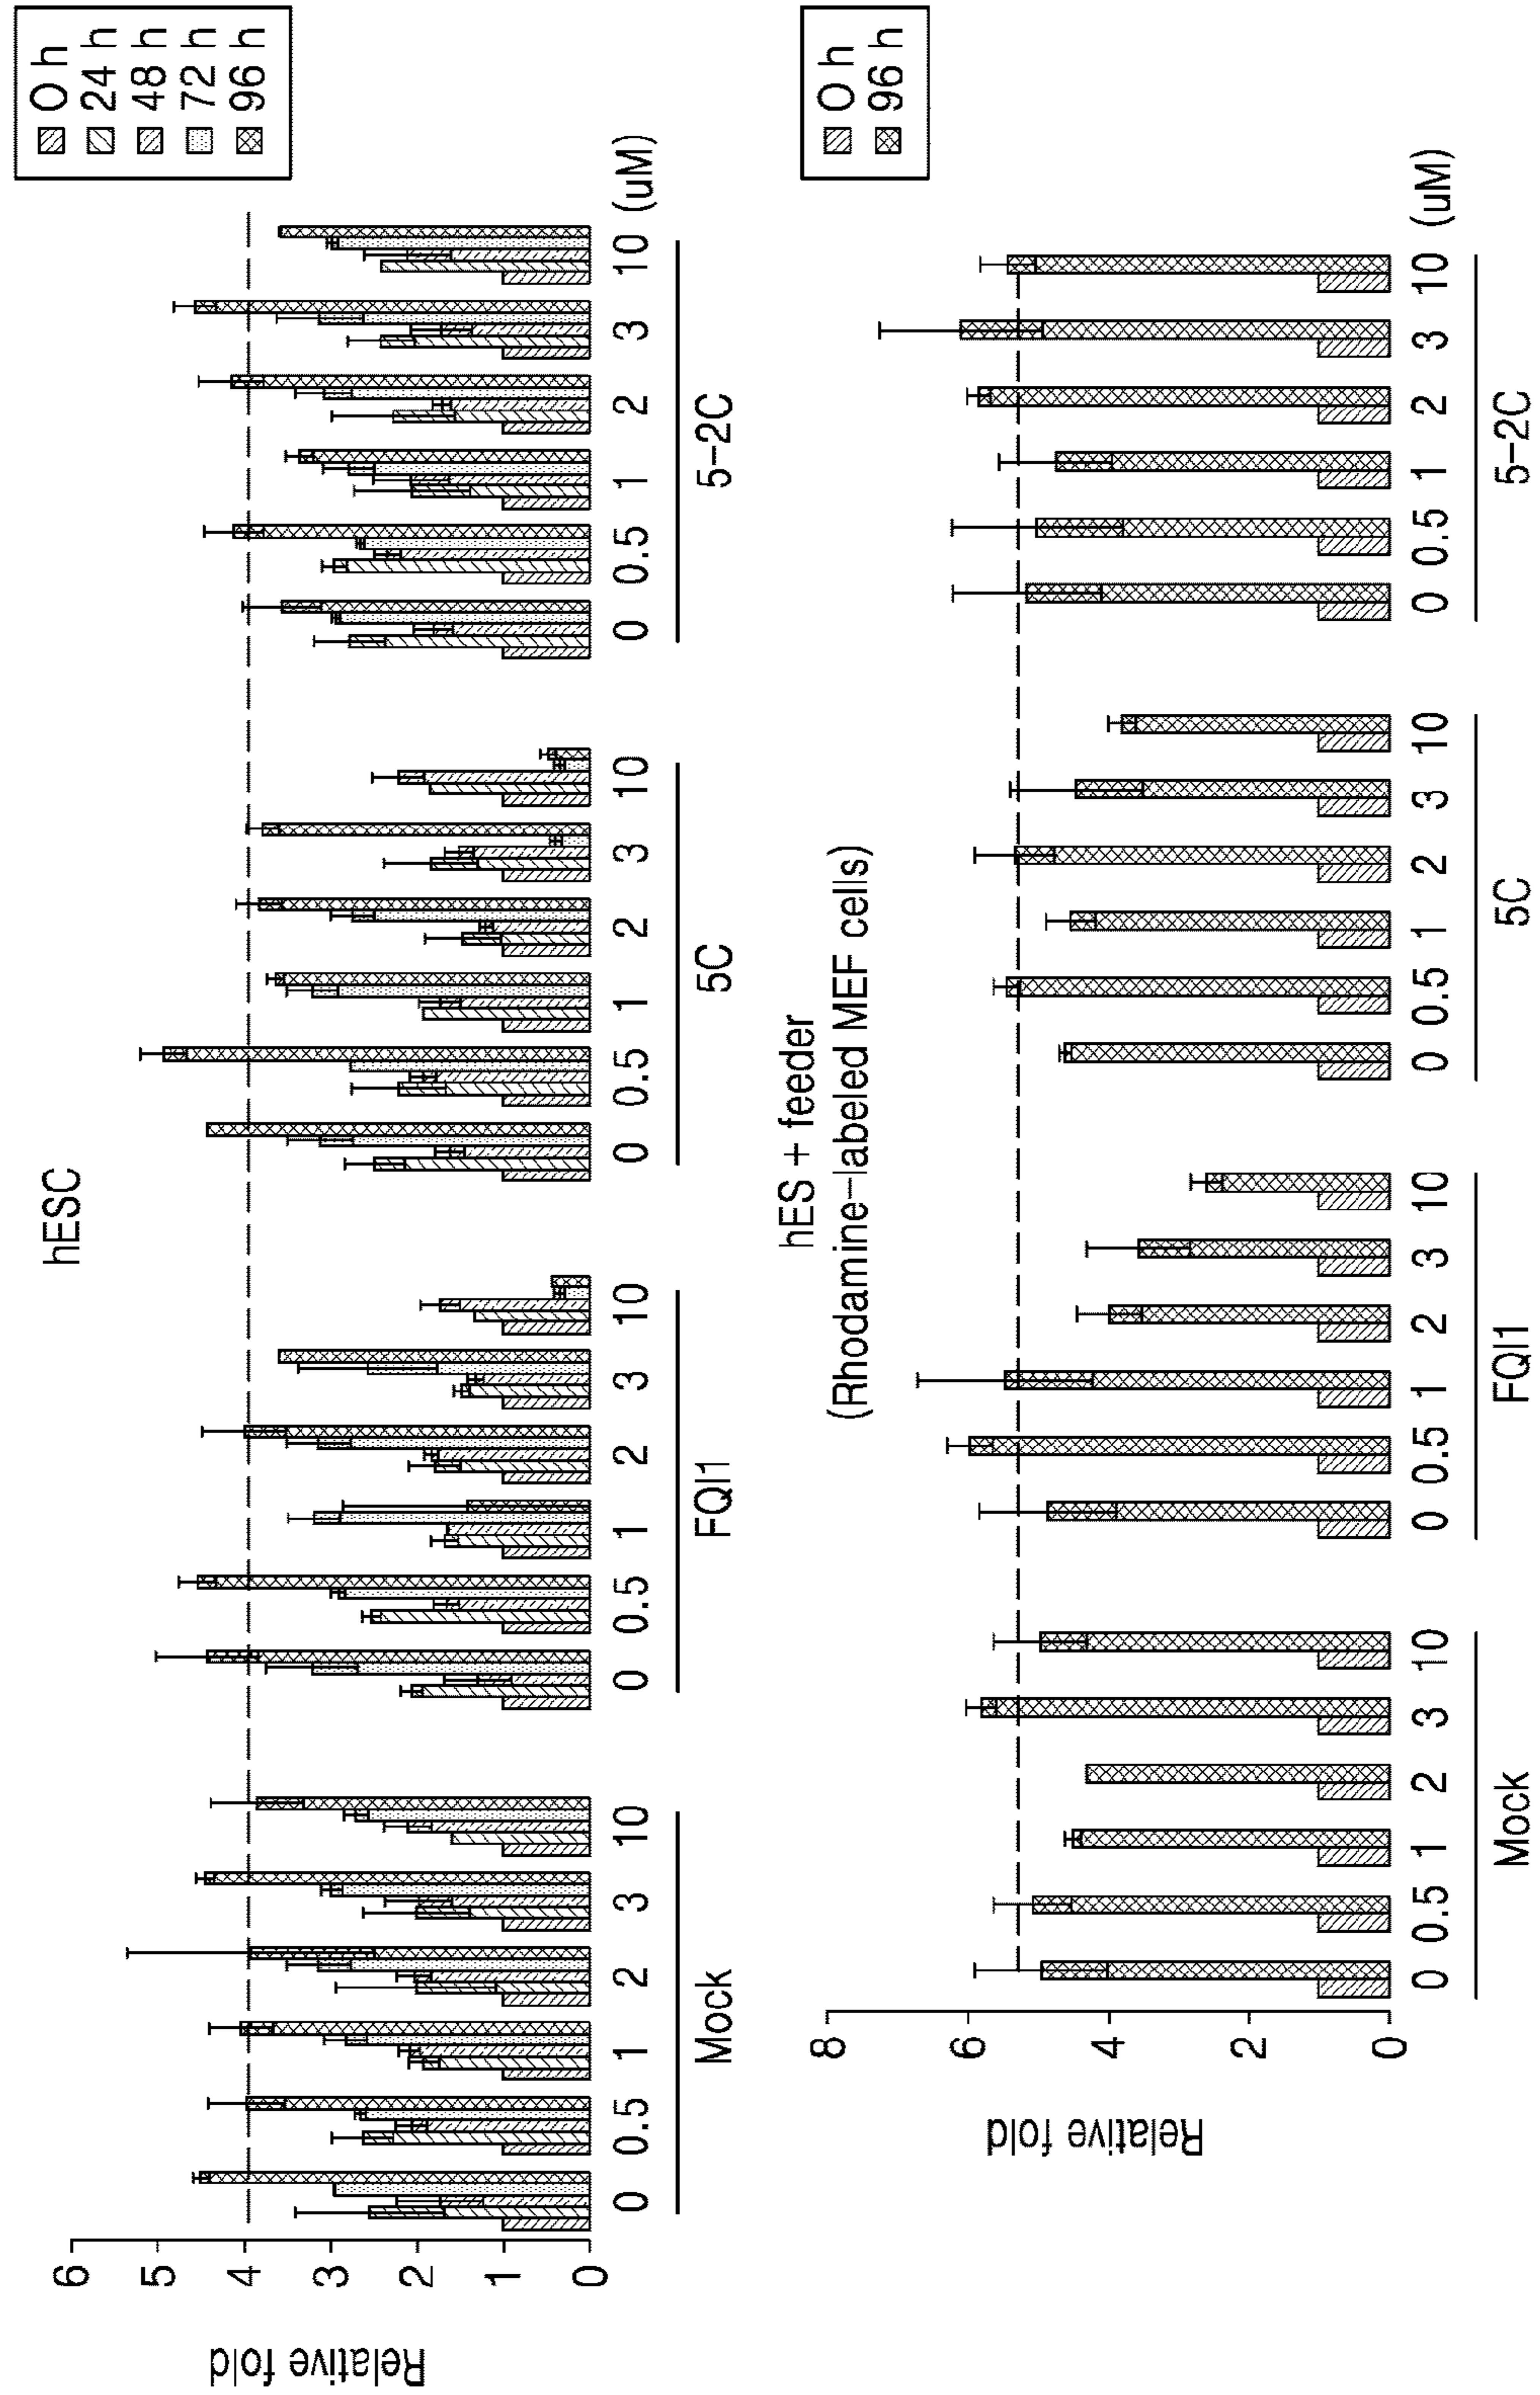 hESC
0 h
24 h
48 h
72 h
96 h
Relative fold
6
5
4
3
2
1
0
0 0.5 1 2 3 10 0 0.5 1 2 3 10 0 0.5 1 2 3 10 0 0.5 1 2 3 10 (uM)
Mock FQI1 5C 5-2C
hES + feeder
(Rhodamine-labeled MEF cells)
0 h
96 h
Relative fold
8
6
4
2
0
0 0.5 1 2 3 10 0 0.5 1 2 3 10 0 0.5 1 2 3 10 0 0.5 1 2 3 10 (uM)
Mock FQI1 5C 5-2C